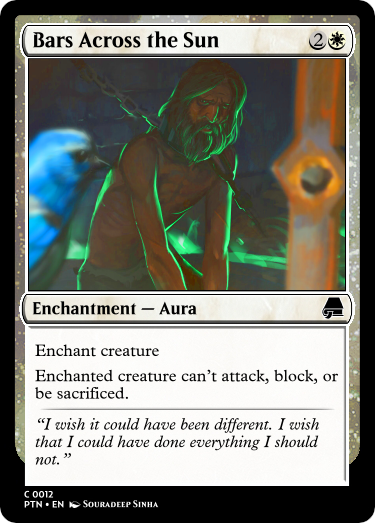 Bars Across the Sun 2
Enchantment — Aura
Enchant creature
Enchanted creature can't attack, block, or
be sacrificed.
“I wish it could have been different. I wish
that I could have done everything I should
not.”
C 0012
PTN • EN Souradeep Sinha